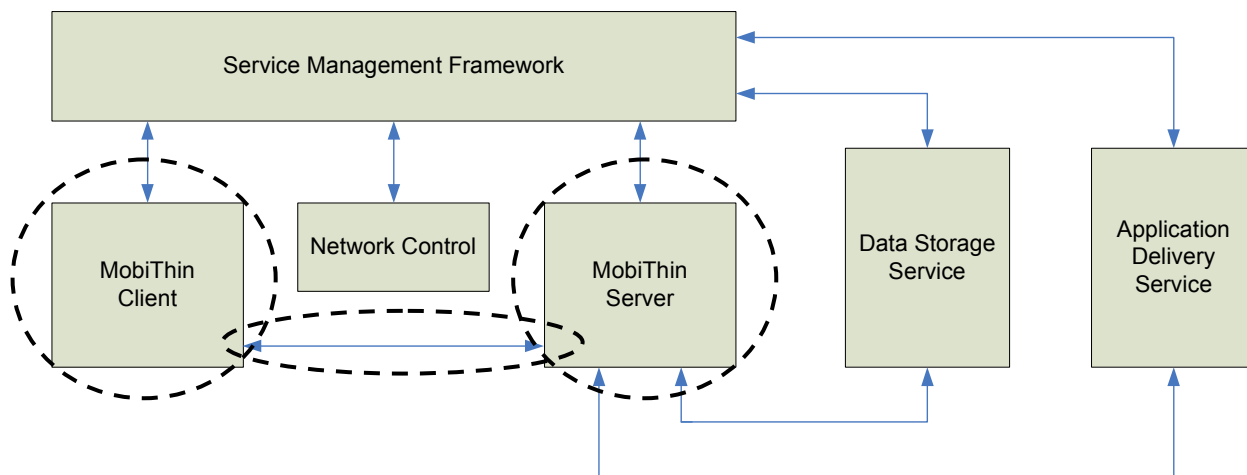 Service Management Framework
MobiThin
Client
Network Control
MobiThin
Server
Data Storage
Service
Application
Delivery
Service